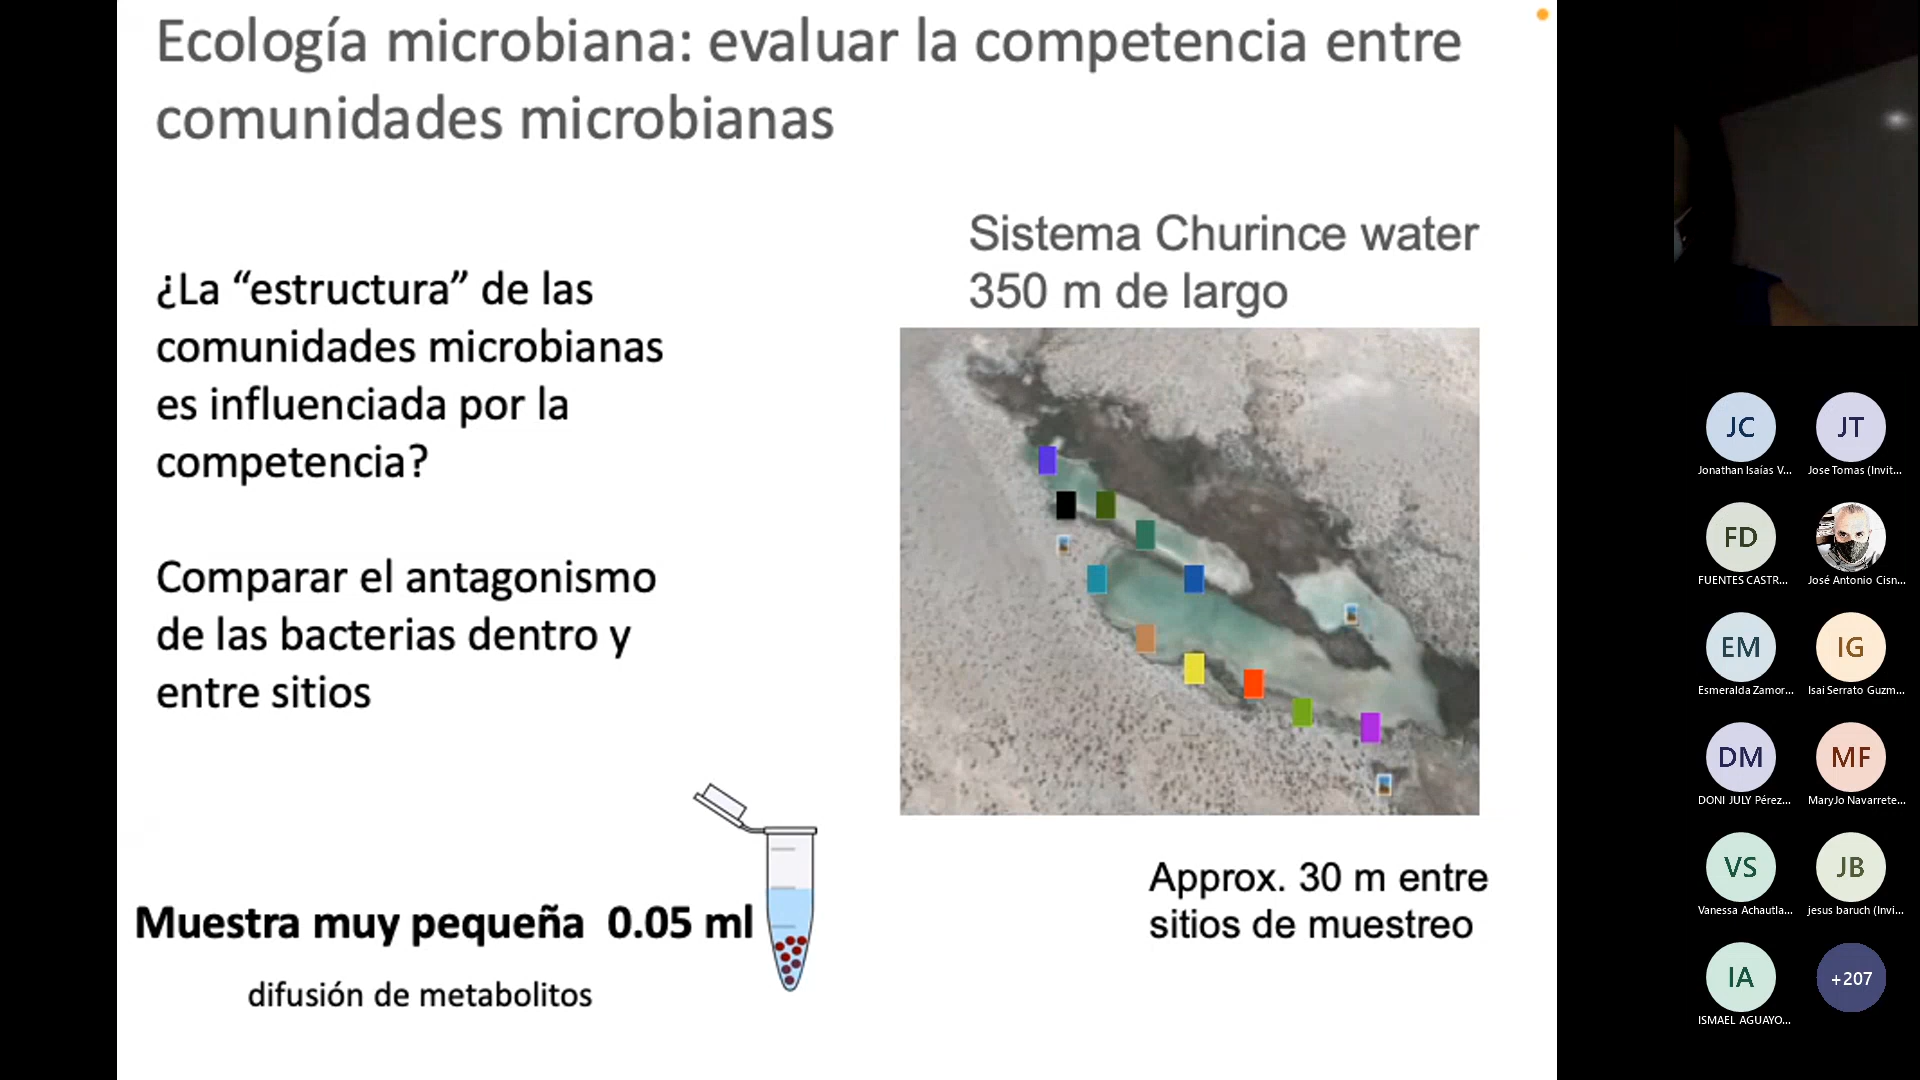 Ecología microbiana: evaluar la competencia entre
comunidades microbianas
¿La “estructura” de las
comunidades microbianas
es influenciada por la
competencia?
Comparar el antagonismo
de las bacterias dentro y
entre sitios
Muestra muy pequeña 0.05 ml
difusión de metabolitos
Sistema Churince water
350 m de largo
Approx. 30 m entre
sitios de muestreo
JC
Jonathan Isaías V...
JT
Jose Tomas (Invit...
FD
FUENTES CASTR...
José Antonio Cisn...
EM
Esmeralda Zamor...
IG
Isai Serrato Guzm...
DM
DONI JULY Pérez...
MF
MaryJo Navarrete...
VS
Vanessa Achautla...
JB
jesus baruch (Invi...
IA
ISMAEL AGUAYO...
+207